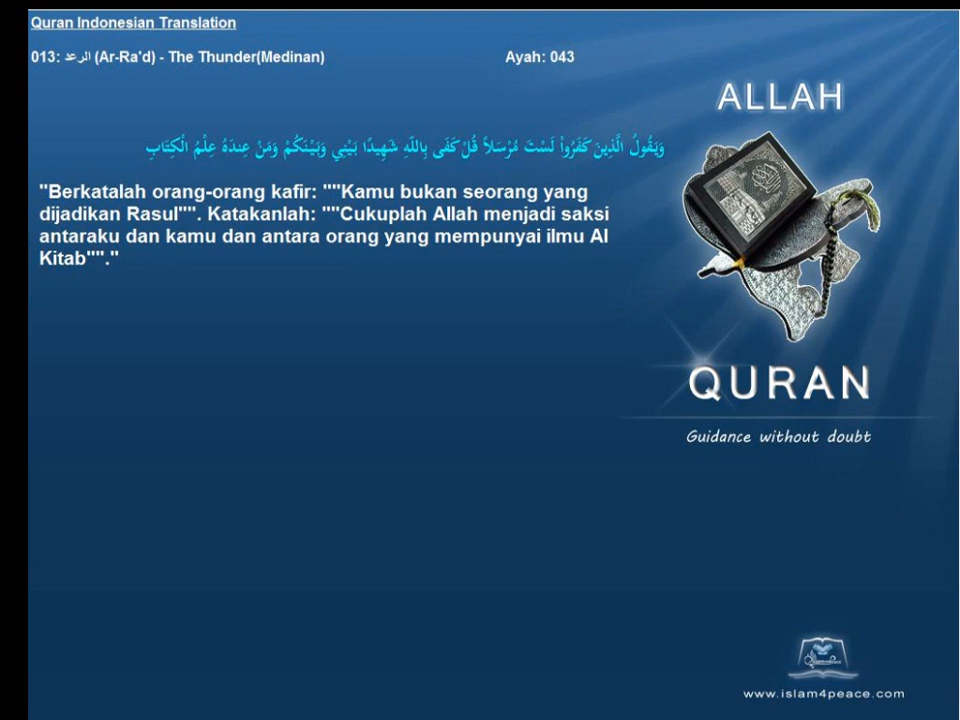 Quran Indonesian Translation
013: الرعد (Ar-Ra'd) - The Thunder(Medinan) Ayah: 043
ALLAH
وَيَقُولُ الَّذِينَ كَفَرُواْ لَسْتَ مُرْسَلاً قُلْ كَفَى بِاللّهِ شَهِيدًا بَيْنِي وَبَيْنَكُمْ وَمَنْ عِندَهُ عِلْمُ الْكِتَابِ
"Berkatalah orang-orang kafir: ""Kamu bukan seorang yang
dijadikan Rasul"". Katakanlah: ""Cukuplah Allah menjadi saksi
antaraku dan kamu dan antara orang yang mempunyai ilmu Al
Kitab""."
QURAN
Guidance without doubt
www.islam4peace.com